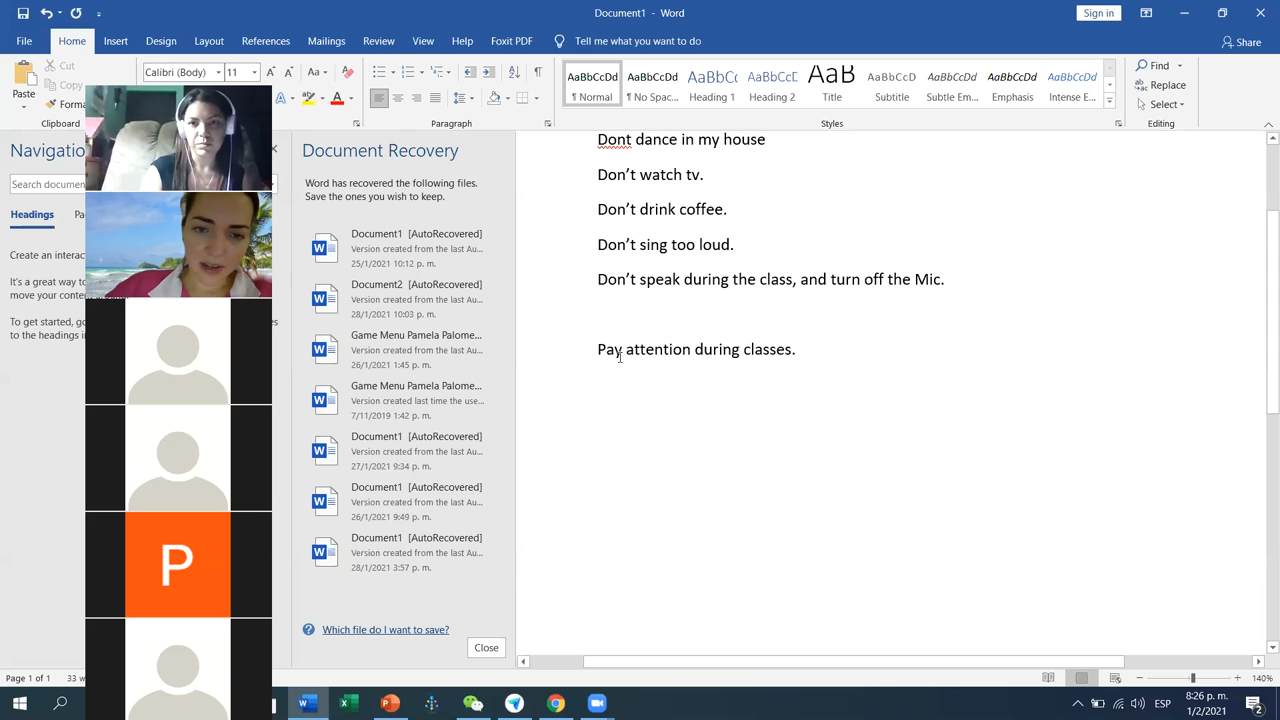 Document1 - Word
Sign in
File Home Insert Design Layout References Mailings Review View Help Foxit PDF Tell me what you want to do Share
Paste
Cut
Copy
Calibri (Body) 11
Clipboard
Paragraph
AaBbCcDd AaBbCcDd AaBbC AaBbCcD AaB AaBbCcD AaBbCcDd AaBbCcDd AaBbCcDd
¶ Normal ¶ No Spac... Heading 1 Heading 2 Title Subtitle Subtle Em... Emphasis Intense E...
Styles
Find
Replace
Select
Editing
Search docum
Headings
Create an interac
It's a great way to
move your conten
To get started, go
to the headings i
Document Recovery
Word has recovered the following files.
Save the ones you wish to keep.
Document1 [AutoRecovered]
Version created from the last Au...
25/1/2021 10:12 p. m.
Document2 [AutoRecovered]
Version created from the last Au...
28/1/2021 10:03 p. m.
Game Menu Pamela Palome...
Version created from the last Au...
26/1/2021 1:45 p. m.
Game Menu Pamela Palome...
Version created last time the use...
7/11/2019 1:42 p. m.
Document1 [AutoRecovered]
Version created from the last Au...
27/1/2021 9:34 p. m.
Document1 [AutoRecovered]
Version created from the last Au...
26/1/2021 9:49 p. m.
Document1 [AutoRecovered]
Version created from the last Au...
28/1/2021 3:57 p. m.
Which file do I want to save?
Close
Dont dance in my house
Don't watch tv.
Don't drink coffee.
Don't sing too loud.
Don't speak during the class, and turn off the Mic.
Pay attention during classes.
P
Page 1 of 1 33 w
140%
ESP
8:26 p. m.
1/2/2021
2